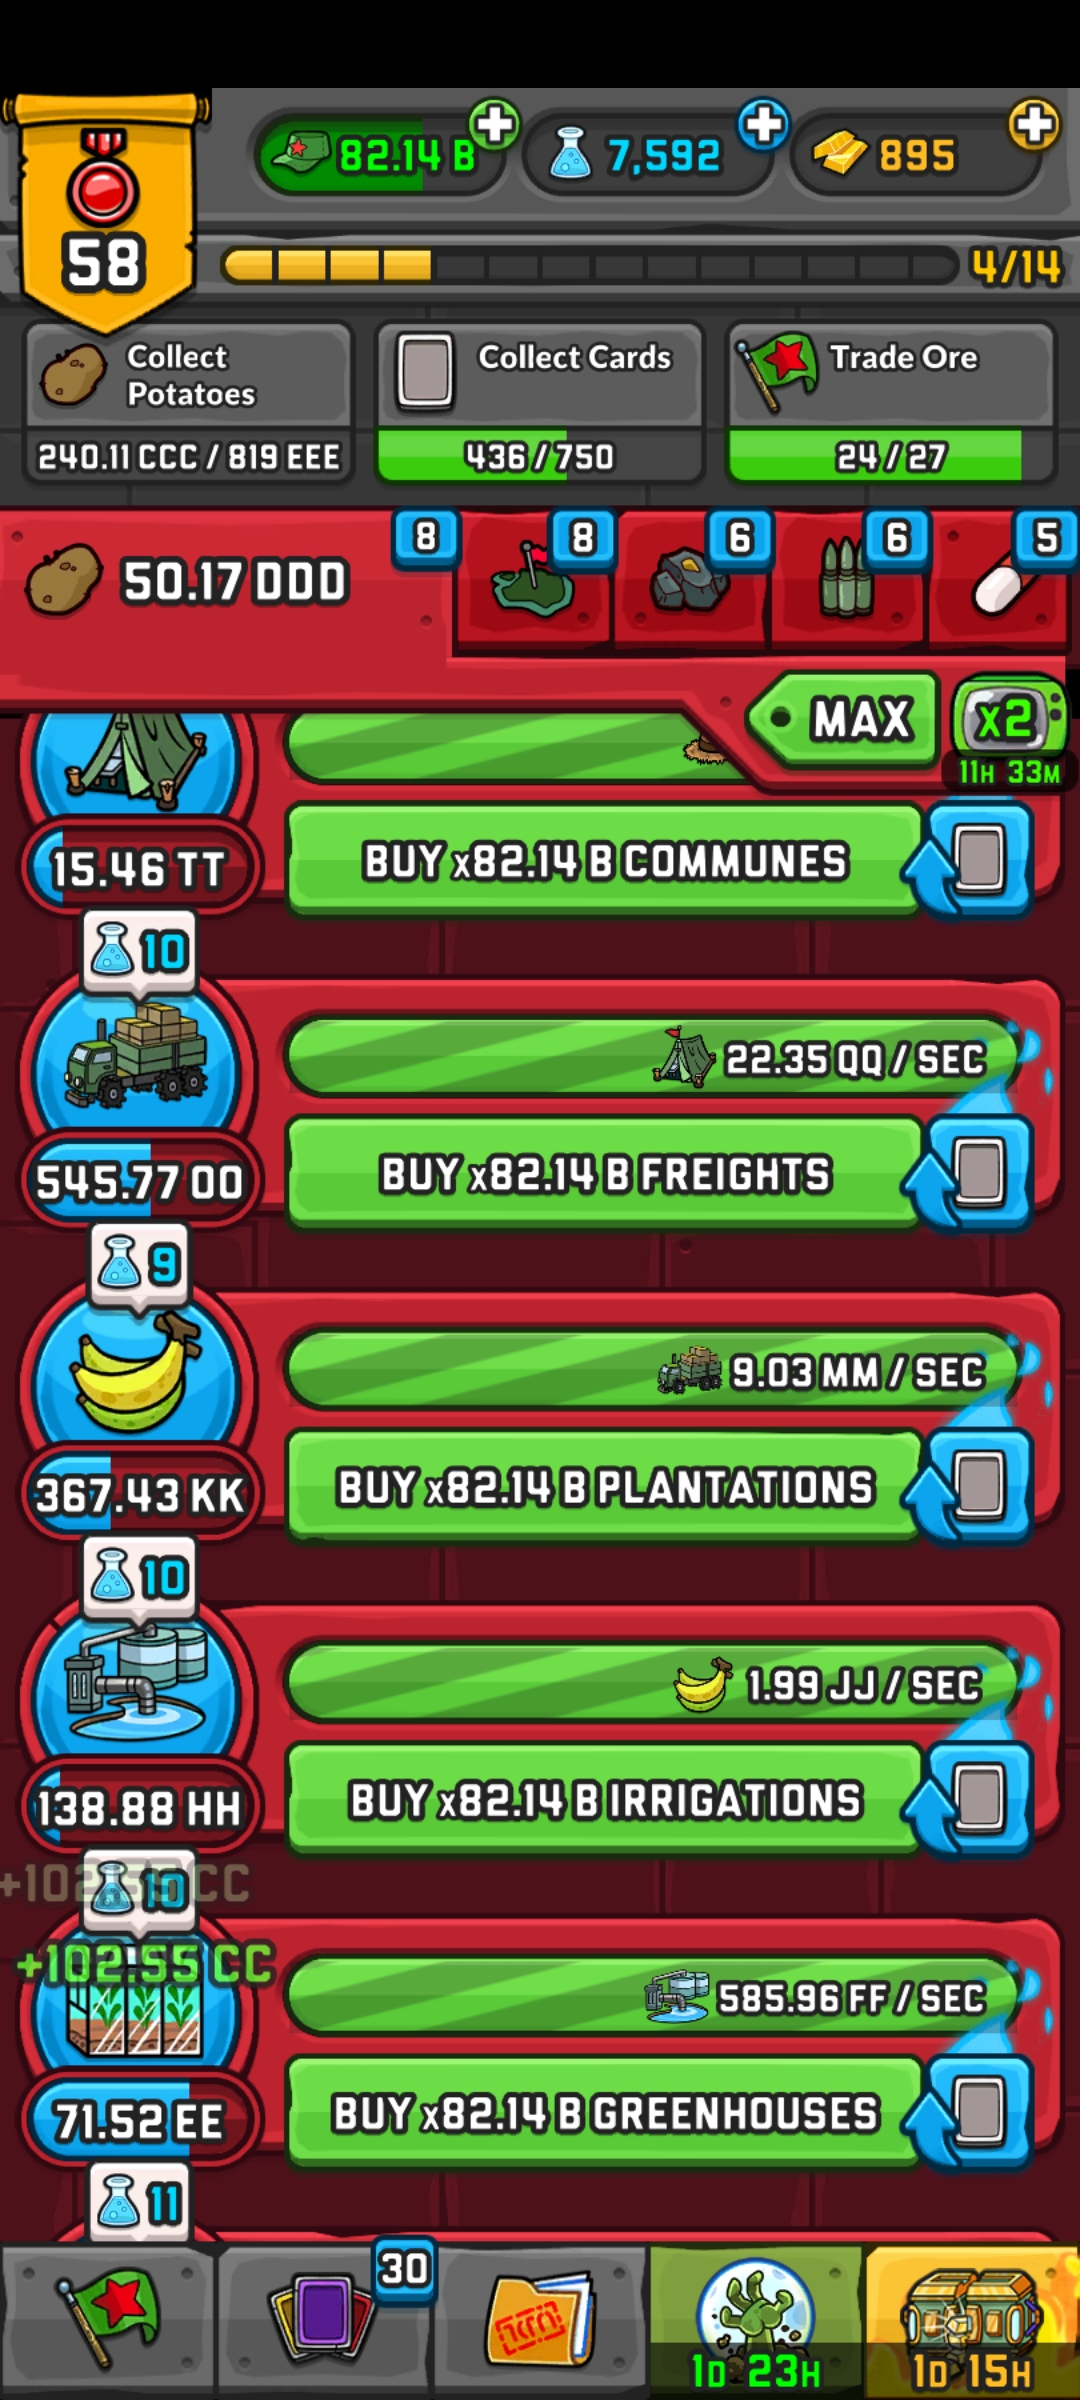 82.14 B
7,592
895
58
4/14
Collect
Potatoes
Collect Cards
Trade Ore
240.11 CCC / 819 EEE
436 / 750
24 / 27
50.17 DDD
8
8
6
6
5
MAX
x2
11H 33M
15.46 TT
BUY x82.14 B COMMUNES
10
22.35 QQ / SEC
545.77 OO
BUY x82.14 B FREIGHTS
9
9.03 MM / SEC
367.43 KK
BUY x82.14 B PLANTATIONS
10
1.99 JJ / SEC
138.88 HH
BUY x82.14 B IRRIGATIONS
+102.55 CC
10
+102.55 CC
585.96 FF / SEC
71.52 EE
BUY x82.14 B GREENHOUSES
11
30
1D 23H
1D 15H